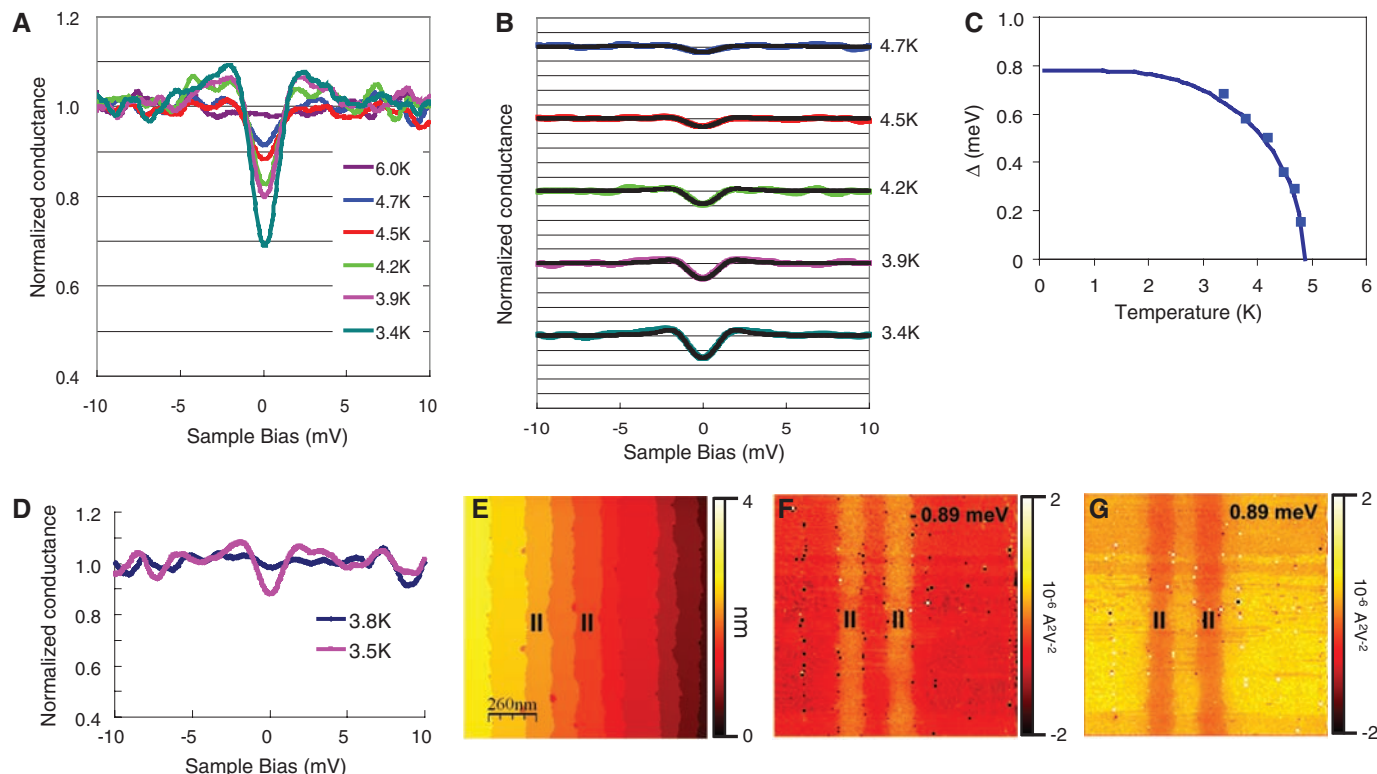 A
1.2
1.0
0.8
0.6
0.4
-10
-5
0
5
10
Normalized conductance
Sample Bias (mV)
6.0K
4.7K
4.5K
4.2K
3.9K
3.4K
B
Normalized conductance
4.7K
4.5K
4.2K
3.9K
3.4K
-10
-5
0
5
10
Sample Bias (mV)
C
1.0
0.8
0.6
0.4
0.2
0
Δ (meV)
0
1
2
3
4
5
6
Temperature (K)
D
1.2
1.0
0.8
0.6
0.4
Normalized conductance
3.8K
3.5K
-10
-5
0
5
10
Sample Bias (mV)
E
II
II
260nm
4
nm
0
F
- 0.89 meV
II
II
2
10⁻⁶ A²V⁻²
-2
G
0.89 meV
II
II
2
10⁻⁶ A²V⁻²
-2